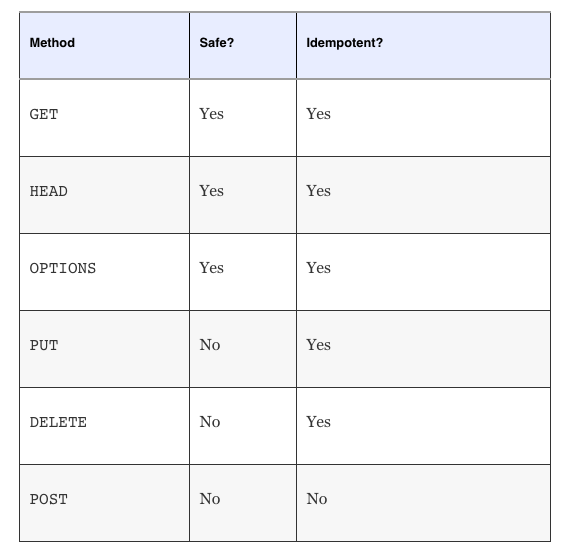 Method Safe? Idempotent?
GET Yes Yes
HEAD Yes Yes
OPTIONS Yes Yes
PUT No Yes
DELETE No Yes
POST No No